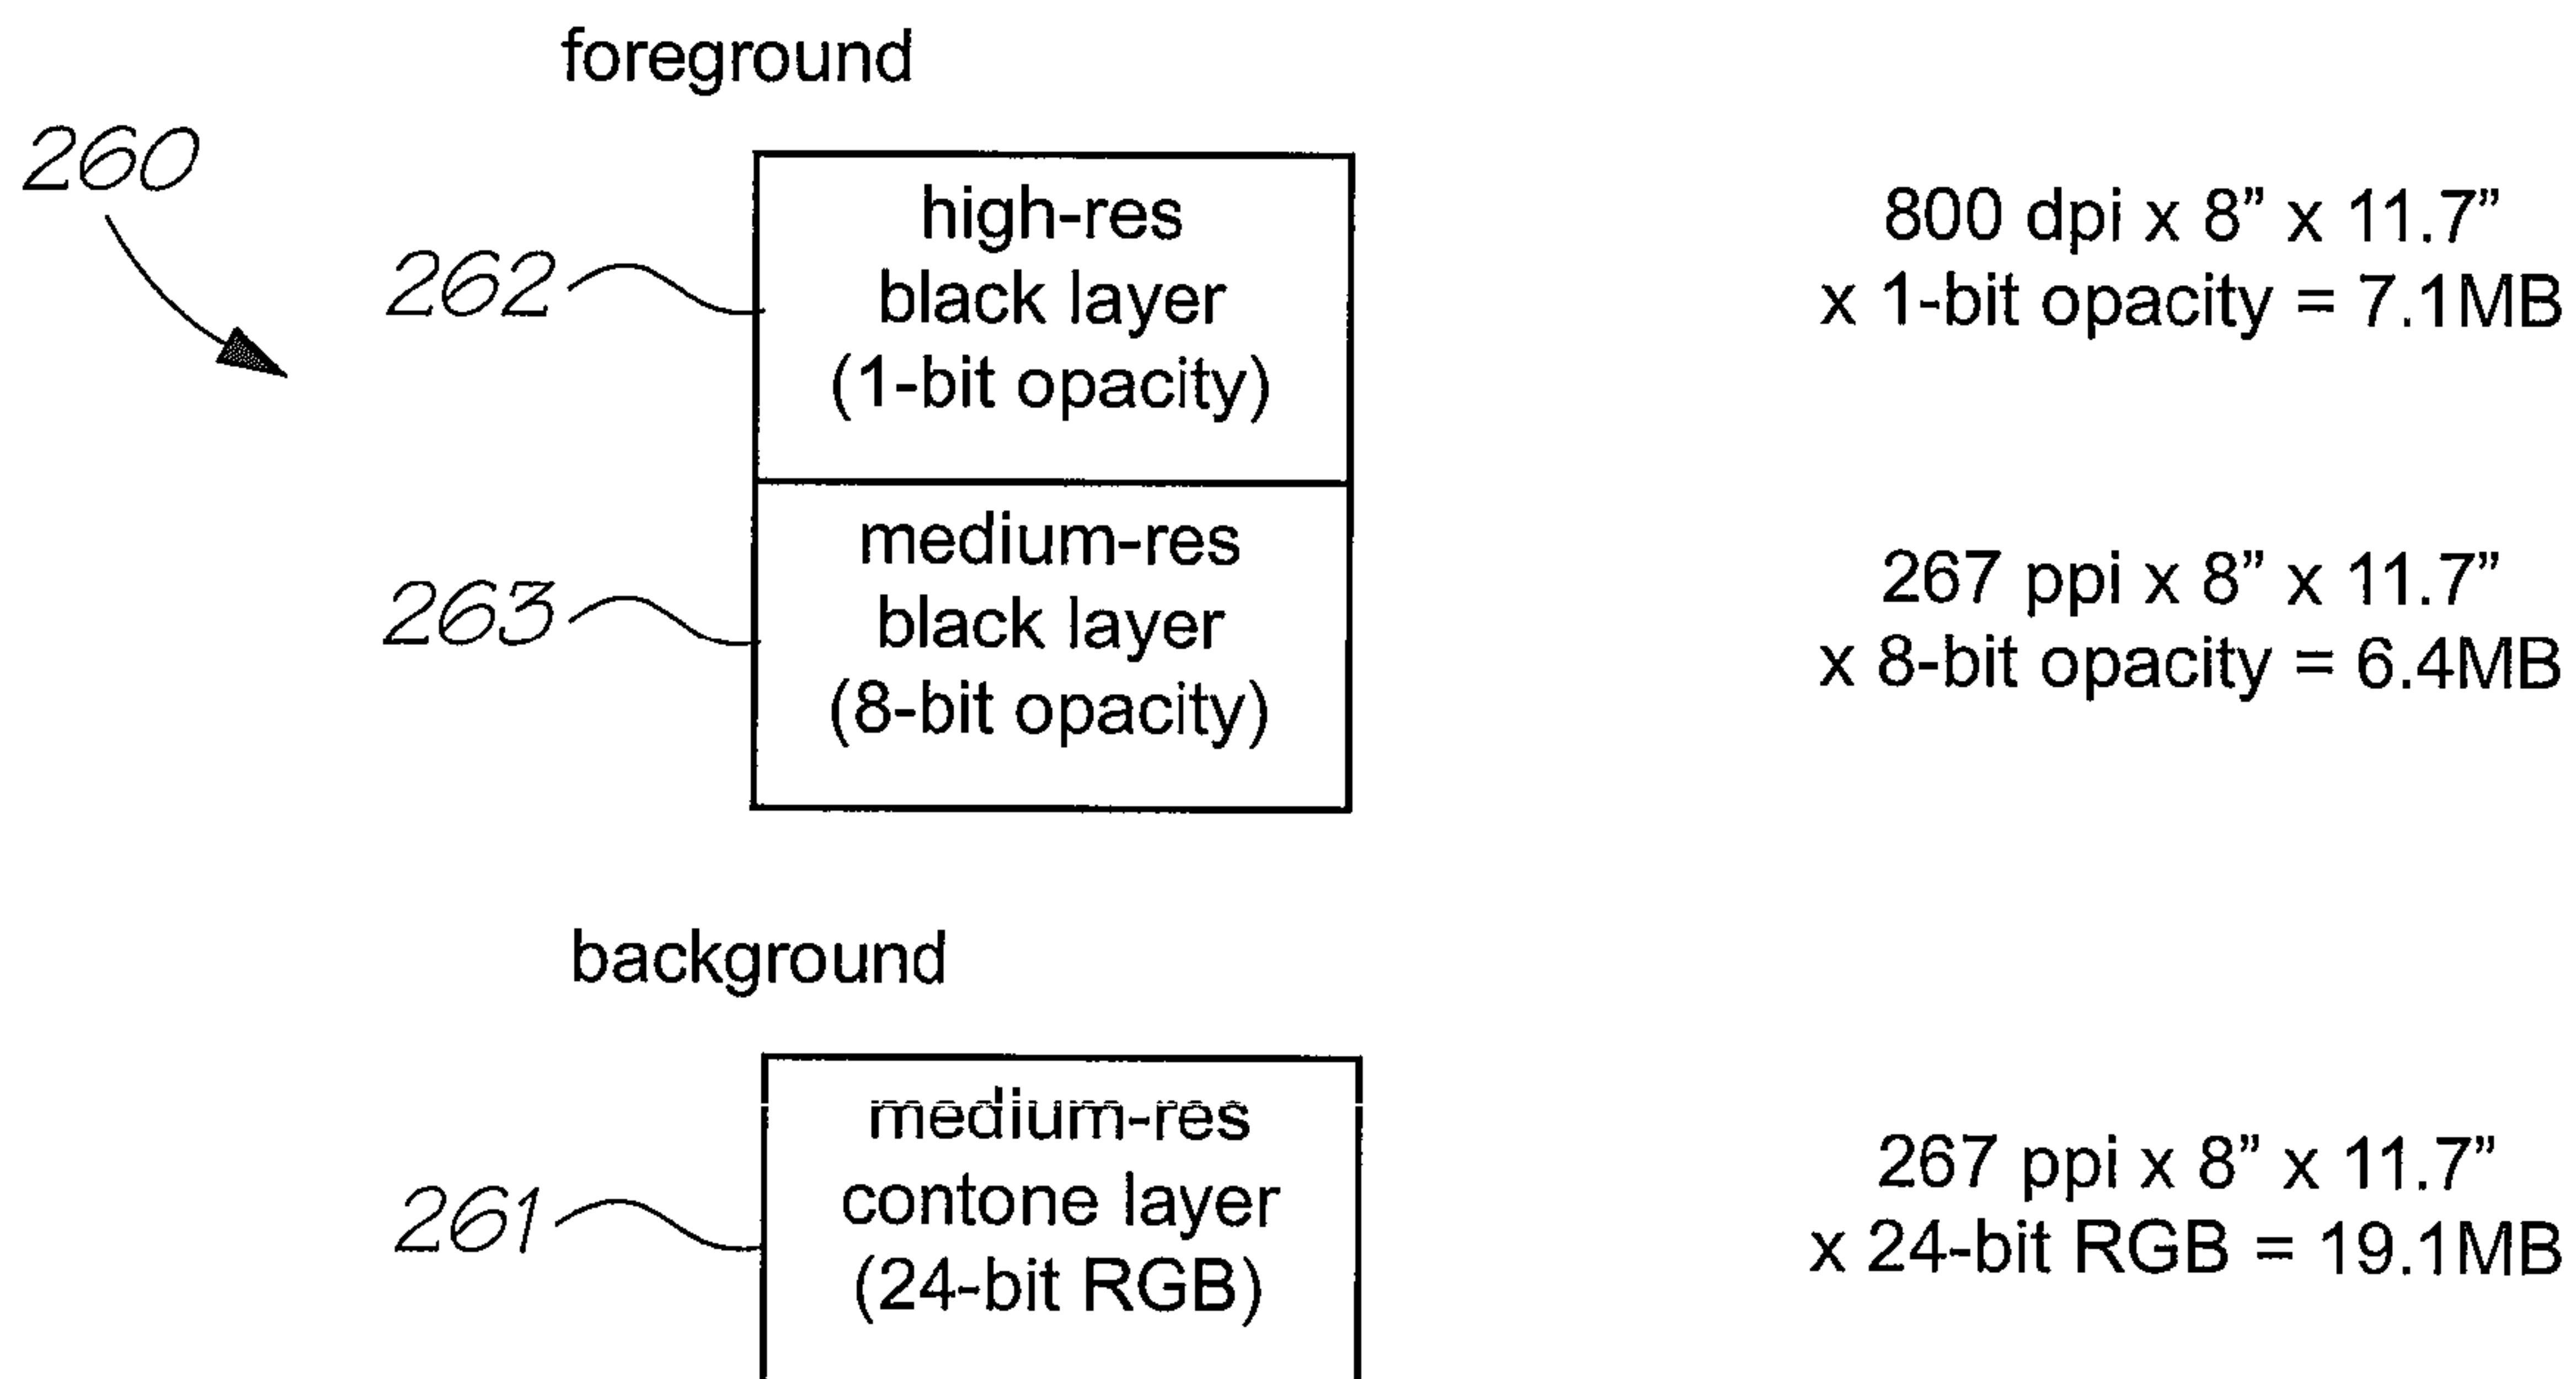 foreground
260
262
high-res
black layer
(1-bit opacity)
800 dpi x 8” x 11.7”
x 1-bit opacity = 7.1MB
263
medium-res
black layer
(8-bit opacity)
267 ppi x 8” x 11.7”
x 8-bit opacity = 6.4MB
background
261
medium-res
contone layer
(24-bit RGB)
267 ppi x 8” x 11.7”
x 24-bit RGB = 19.1MB